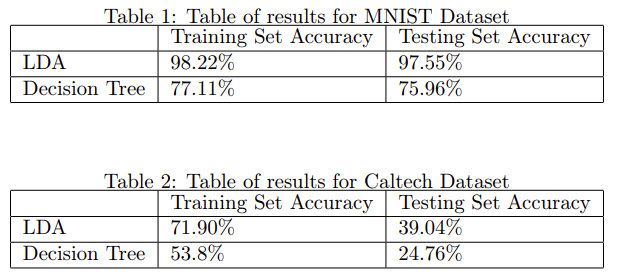 Table 1: Table of results for MNIST Dataset
Training Set Accuracy Testing Set Accuracy
LDA 98.22% 97.55%
Decision Tree 77.11% 75.96%
Table 2: Table of results for Caltech Dataset
Training Set Accuracy Testing Set Accuracy
LDA 71.90% 39.04%
Decision Tree 53.8% 24.76%